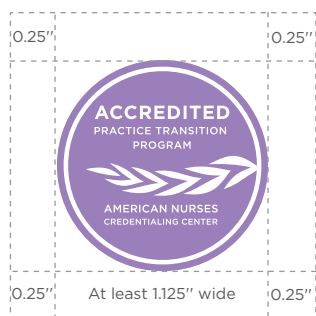 0.25" 0.25"
ACCREDITED
PRACTICE TRANSITION
PROGRAM
AMERICAN NURSES
CREDENTIALING CENTER
0.25" At least 1.125" wide 0.25"